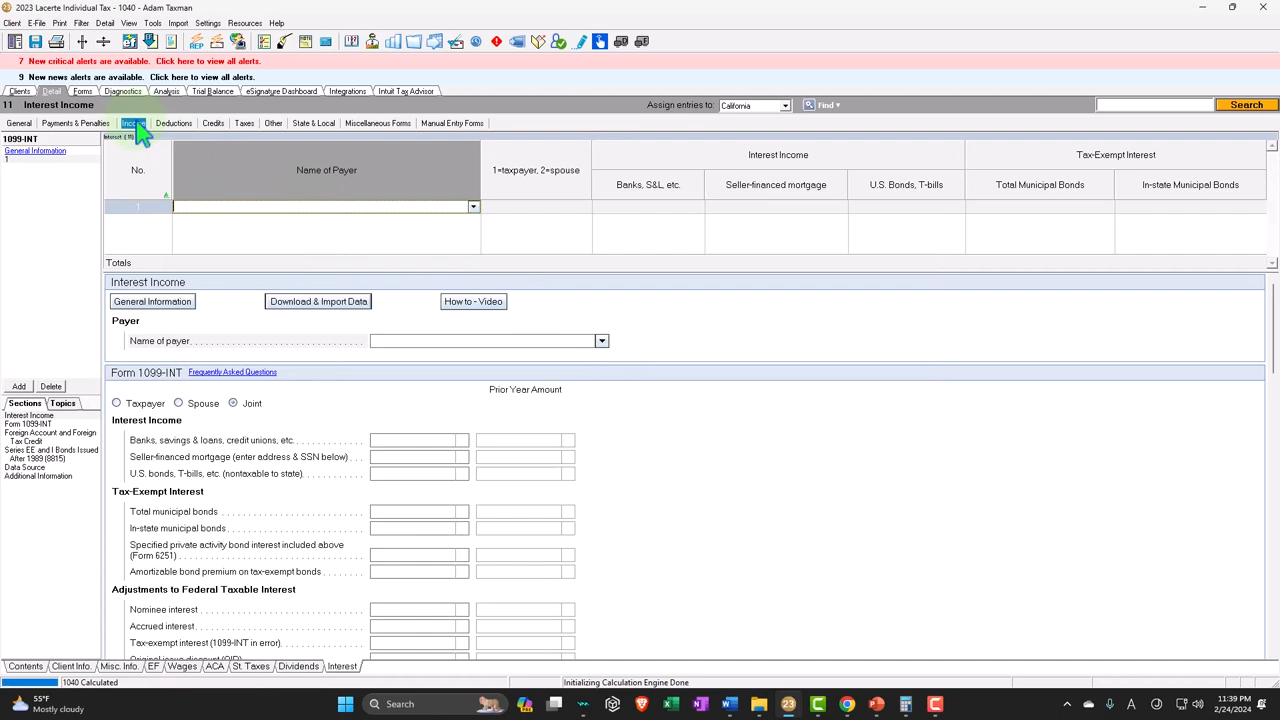 2023 Lacerte Individual Tax - 1040 - Adam Taxman
Client E-File Print Filter Detail View Tools Import Settings Resources Help
7 New critical alerts are available. Click here to view all alerts.
9 New news alerts are available. Click here to view all alerts.
Clients Detail Forms Diagnostics Analysis Trial Balance eSignature Dashboard Integrations Intuit Tax Advisor
11 Interest Income Assign entries to: California Find Search
General Payments & Penalties Income Deductions Credits Taxes Other State & Local Miscellaneous Forms Manual Entry Forms
1099-INT
General Information
1
Interest (11)
No. Name of Payer 1=taxpayer, 2=spouse Interest Income Tax-Exempt Interest
Banks, S&L, etc. Seller-financed mortgage U.S. Bonds, T-bills Total Municipal Bonds In-state Municipal Bonds
1
Totals
Interest Income
General Information Download & Import Data How to - Video
Payer
Name of payer
Form 1099-INT Frequently Asked Questions
Prior Year Amount
Taxpayer Spouse Joint
Interest Income
Banks, savings & loans, credit unions, etc.
Seller-financed mortgage (enter address & SSN below)
U.S. bonds, T-bills, etc. (nontaxable to state)
Tax-Exempt Interest
Total municipal bonds
In-state municipal bonds
Specified private activity bond interest included above
(Form 6251)
Amortizable bond premium on tax-exempt bonds
Adjustments to Federal Taxable Interest
Nominee interest
Accrued interest
Tax-exempt interest (1099-INT in error)
Original issue discount (OID)
Add Delete
Sections Topics
Interest Income
Form 1099-INT
Foreign Account and Foreign
Tax Credit
Series EE and I Bonds Issued
After 1989 (8815)
Data Source
Additional Information
Contents Client Info. Misc. Info. EF Wages ACA St. Taxes Dividends Interest
1040 Calculated Initializing Calculation Engine Done
55°F
Mostly cloudy
Search
11:39 PM
2/24/2024